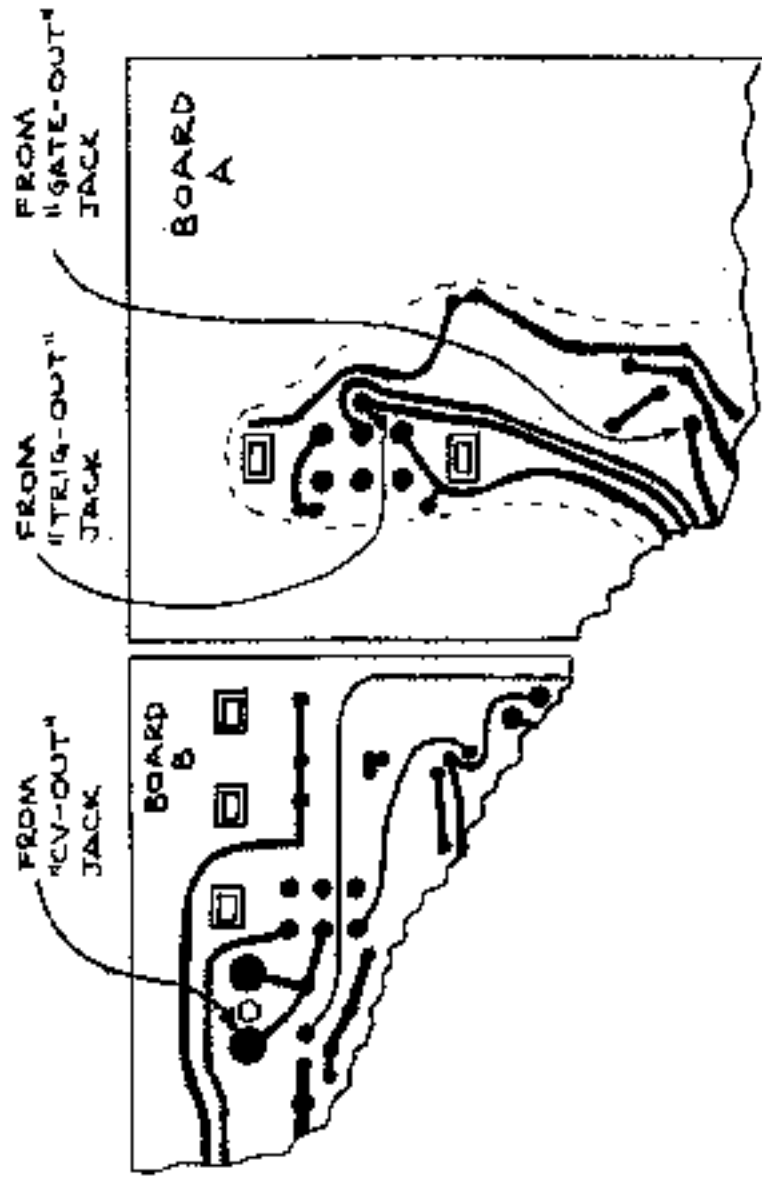 FROM
"GATE-OUT"
JACK
BOARD
A
FROM
"TRIG-OUT"
JACK
FROM
"CV-OUT"
JACK
BOARD
B